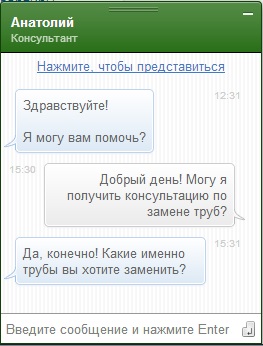 Анатолий
Консультант
Нажмите, чтобы представиться
12:31
Здравствуйте!
Я могу вам помочь?
15:30
Добрый день! Могу я
получить консультацию по
замене труб?
15:31
Да, конечно! Какие именно
трубы вы хотите заменить?
Введите сообщение и нажмите Enter